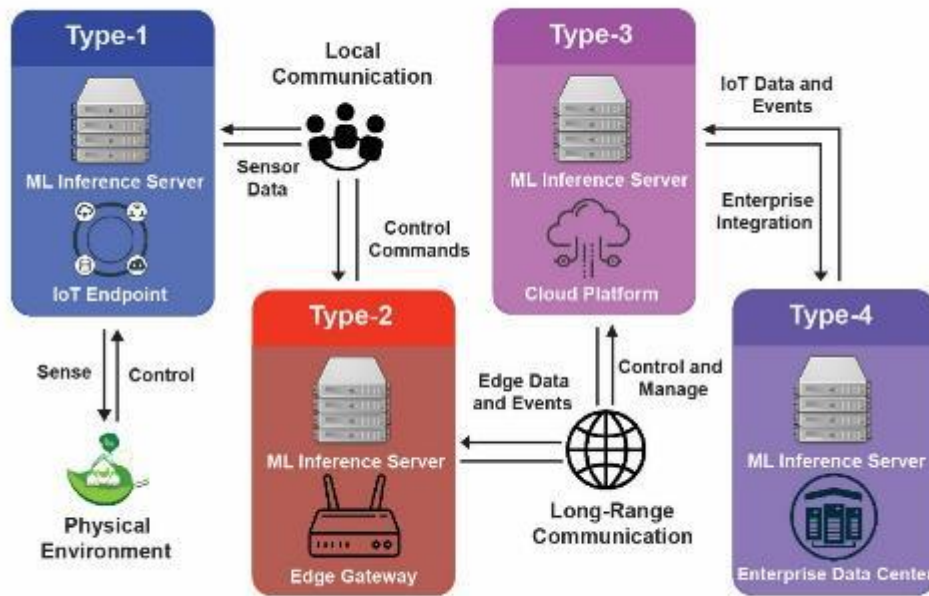 Type-1
ML Inference Server
IoT Endpoint
Sense
Control
Physical
Environment
Local
Communication
Sensor
Data
Control
Commands
Type-2
ML Inference Server
Edge Gateway
Edge Data
and Events
Long-Range
Communication
Control and
Manage
Type-3
ML Inference Server
Cloud Platform
IoT Data and
Events
Enterprise
Integration
Type-4
ML Inference Server
Enterprise Data Center